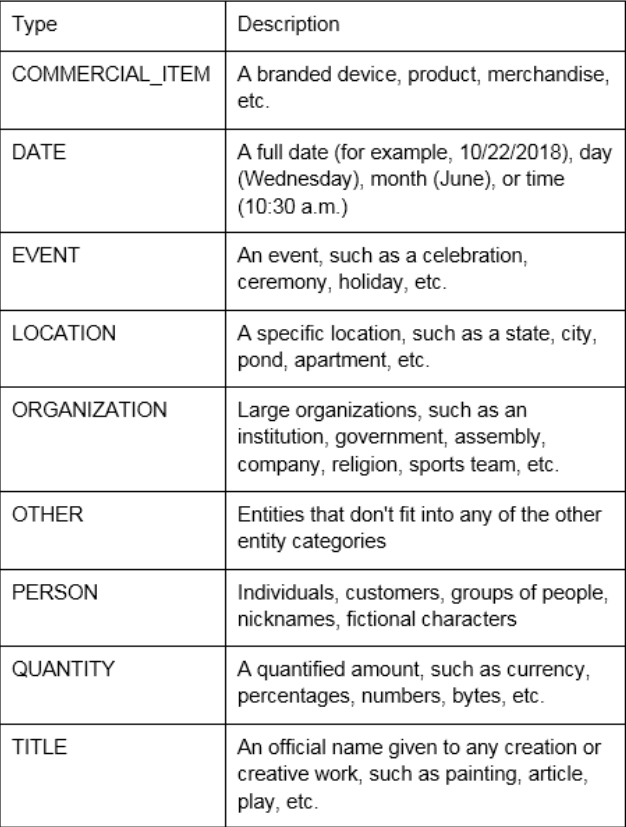 Type Description
COMMERCIAL_ITEM A branded device, product, merchandise,
etc.
DATE A full date (for example, 10/22/2018), day
(Wednesday), month (June), or time
(10:30 a.m.)
EVENT An event, such as a celebration,
ceremony, holiday, etc.
LOCATION A specific location, such as a state, city,
pond, apartment, etc.
ORGANIZATION Large organizations, such as an
institution, government, assembly,
company, religion, sports team, etc.
OTHER Entities that don't fit into any of the other
entity categories
PERSON Individuals, customers, groups of people,
nicknames, fictional characters
QUANTITY A quantified amount, such as currency,
percentages, numbers, bytes, etc.
TITLE An official name given to any creation or
creative work, such as painting, article,
play, etc.